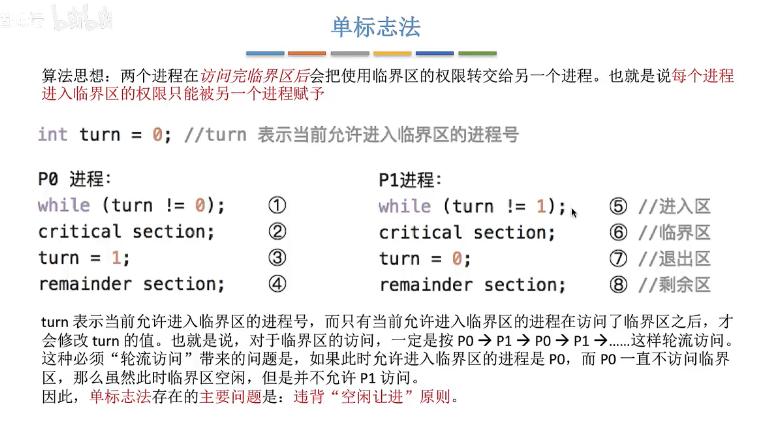 单标志法
算法思想：两个进程在访问完临界区后会把使用临界区的权限转交给另一个进程。也就是说每个进程
进入临界区的权限只能被另一个进程赋予
int turn = 0; //turn 表示当前允许进入临界区的进程号
P0 进程：
while (turn != 0); ①
critical section; ②
turn = 1; ③
remainder section; ④
P1进程：
while (turn != 1); ⑤ //进入区
critical section; ⑥ //临界区
turn = 0; ⑦ //退出区
remainder section; ⑧ //剩余区
turn 表示当前允许进入临界区的进程号，而只有当前允许进入临界区的进程在访问了临界区之后，才
会修改 turn 的值。也就是说，对于临界区的访问，一定是按 P0 → P1 → P0 → P1 →……这样轮流访问。
这种必须“轮流访问”带来的问题是，如果此时允许进入临界区的进程是 P0，而 P0 一直不访问临界
区，那么虽然此时临界区空闲，但是并不允许 P1 访问。
因此，单标志法存在的主要问题是：违背“空闲让进”原则。